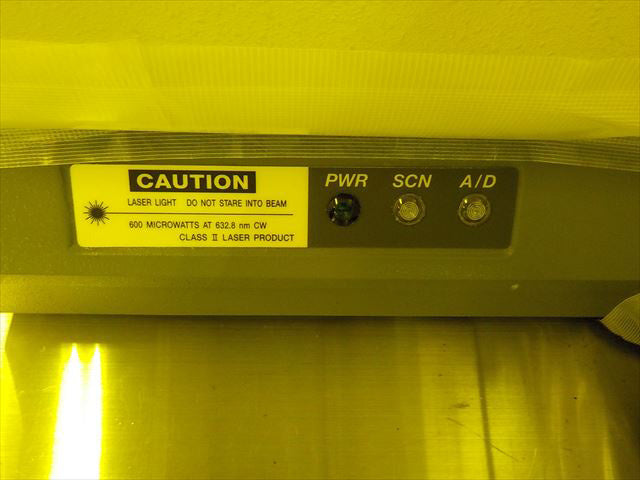 CAUTION
LASER LIGHT DO NOT STARE INTO BEAM
600 MICROWATTS AT 632.8 nm CW
CLASS II LASER PRODUCT
PWR SCN A/D